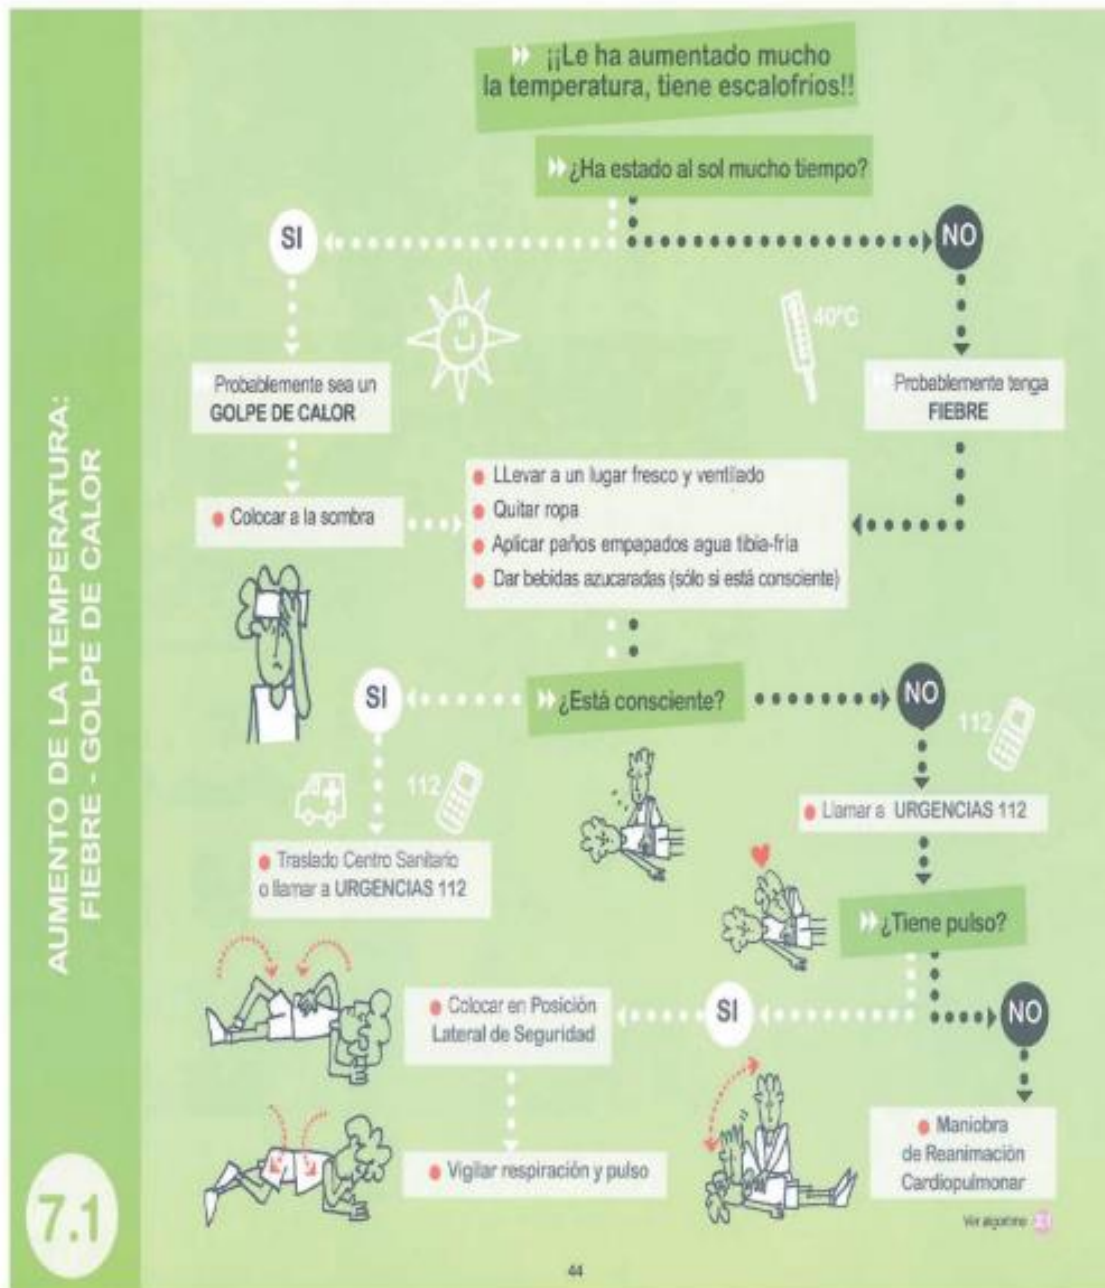 AUMENTO DE LA TEMPERATURA:
FIEBRE - GOLPE DE CALOR
7.1
¡¡Le ha aumentado mucho
la temperatura, tiene escalofríos!!
¿Ha estado al sol mucho tiempo?
SI
NO
40ºC
Probablemente sea un
GOLPE DE CALOR
Probablemente tenga
FIEBRE
Colocar a la sombra
LLevar a un lugar fresco y ventilado
Quitar ropa
Aplicar paños empapados agua tibia-fría
Dar bebidas azucaradas (sólo si está consciente)
¿Está consciente?
SI
NO
112
112
Traslado Centro Sanitario
o llamar a URGENCIAS 112
Llamar a URGENCIAS 112
¿Tiene pulso?
SI
NO
Colocar en Posición
Lateral de Seguridad
Vigilar respiración y pulso
Maniobra
de Reanimación
Cardiopulmonar
Ver algoritmo
44